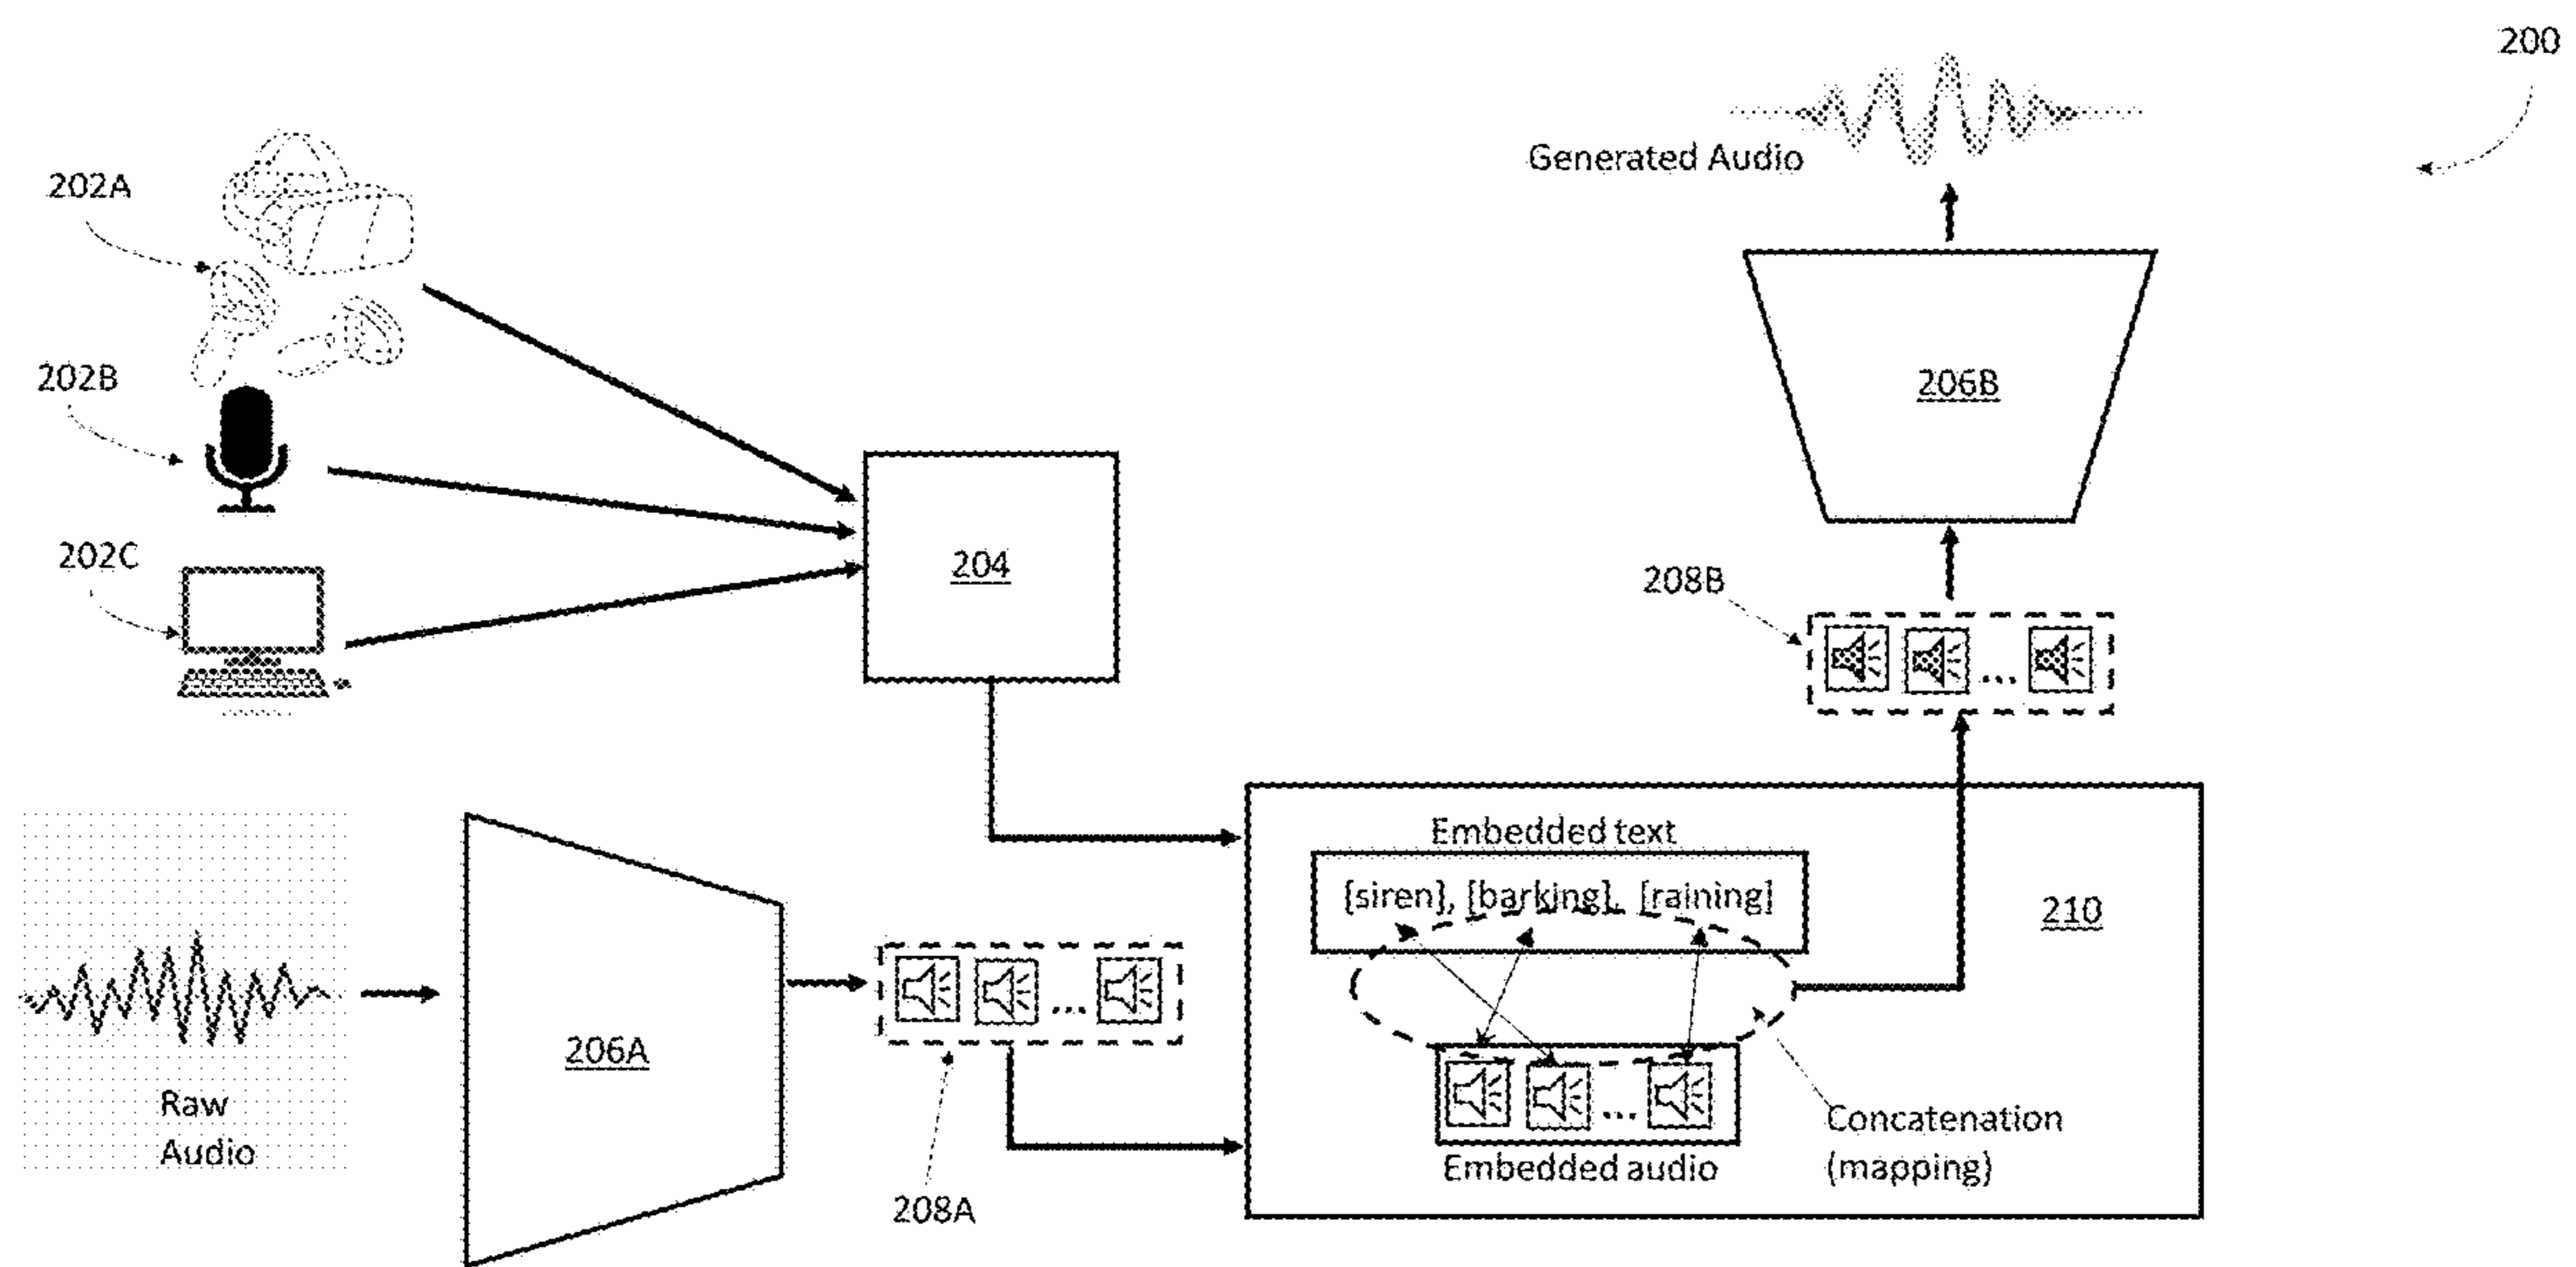 200
Generated Audio
202A
202B
206B
202C
204
208B
Embedded text
[siren], [barking], [raining]
210
206A
Raw
Audio
Concatenation
(mapping)
Embedded audio
208A